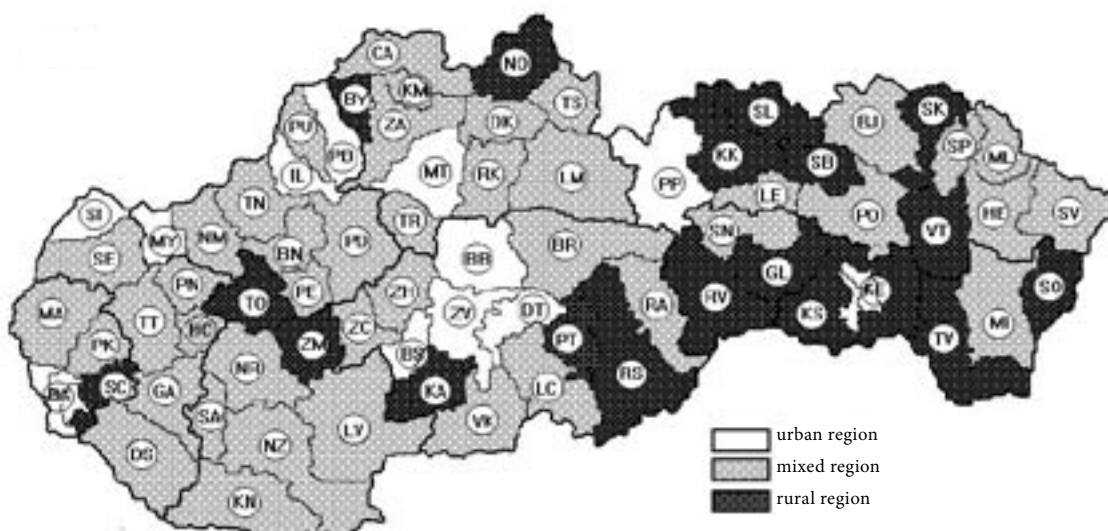 CA
NO
BY
KM
TS
SL
SK
PU
ZA
DK
BJ
SP
ML
PB
KK
SB
IL
MT
RK
LM
PP
LE
TN
PO
HE
SV
SI
TR
SN
VT
MY
NM
BN
PD
BB
BR
SE
GL
SO
PN
TO
PE
ZH
RV
KE
MA
TT
ZV
DT
RA
KS
MI
HC
ZM
ZC
PT
TV
PK
BS
RS
SC
GA
NR
KA
LC
BA
SA
LV
VK
DS
NZ
KN
urban region
mixed region
rural region